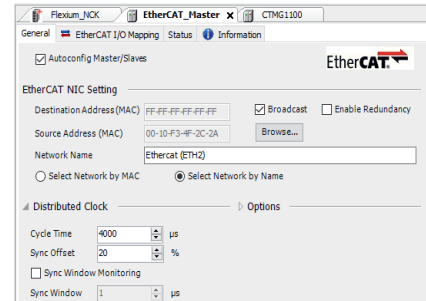 Flexium_NCK EtherCAT_Master x CTMG1100
General EtherCAT I/O Mapping Status Information
Autoconfig Master/Slaves
EtherCAT.
EtherCAT NIC Setting
Destination Address(MAC) FF-FF-FF-FF-FF-FF Broadcast Enable Redundancy
Source Address (MAC) 00-10-F3-4F-2C-2A Browse...
Network Name Ethercat (ETH2)
Select Network by MAC Select Network by Name
Distributed Clock Options
Cycle Time 4000 µs
Sync Offset 20 %
Sync Window Monitoring
Sync Window 1 µs